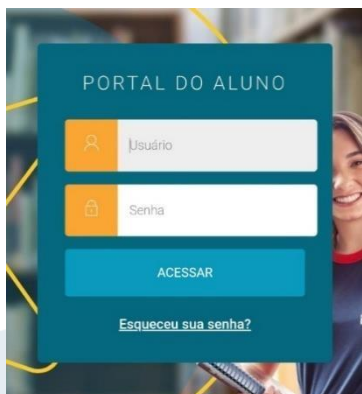 PORTAL DO ALUNO
Usuário
Senha
ACESSAR
Esqueceu sua senha?